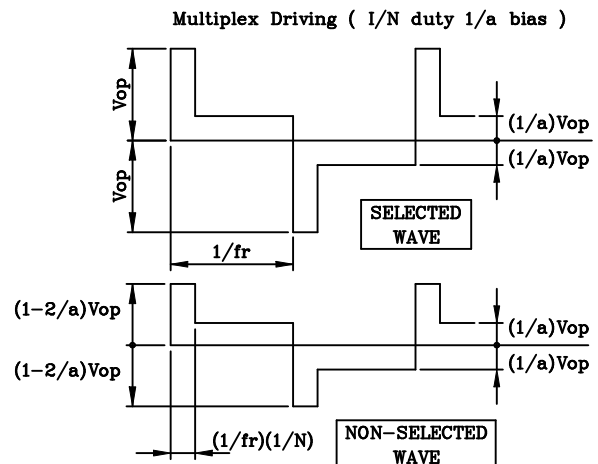 Multiplex Driving ( I/N duty 1/a bias )
Vop
(1/a)Vop
(1/a)Vop
Vop
SELECTED
WAVE
1/fr
(1-2/a)Vop
(1/a)Vop
(1-2/a)Vop
(1/a)Vop
(1/fr)(1/N)
NON-SELECTED
WAVE